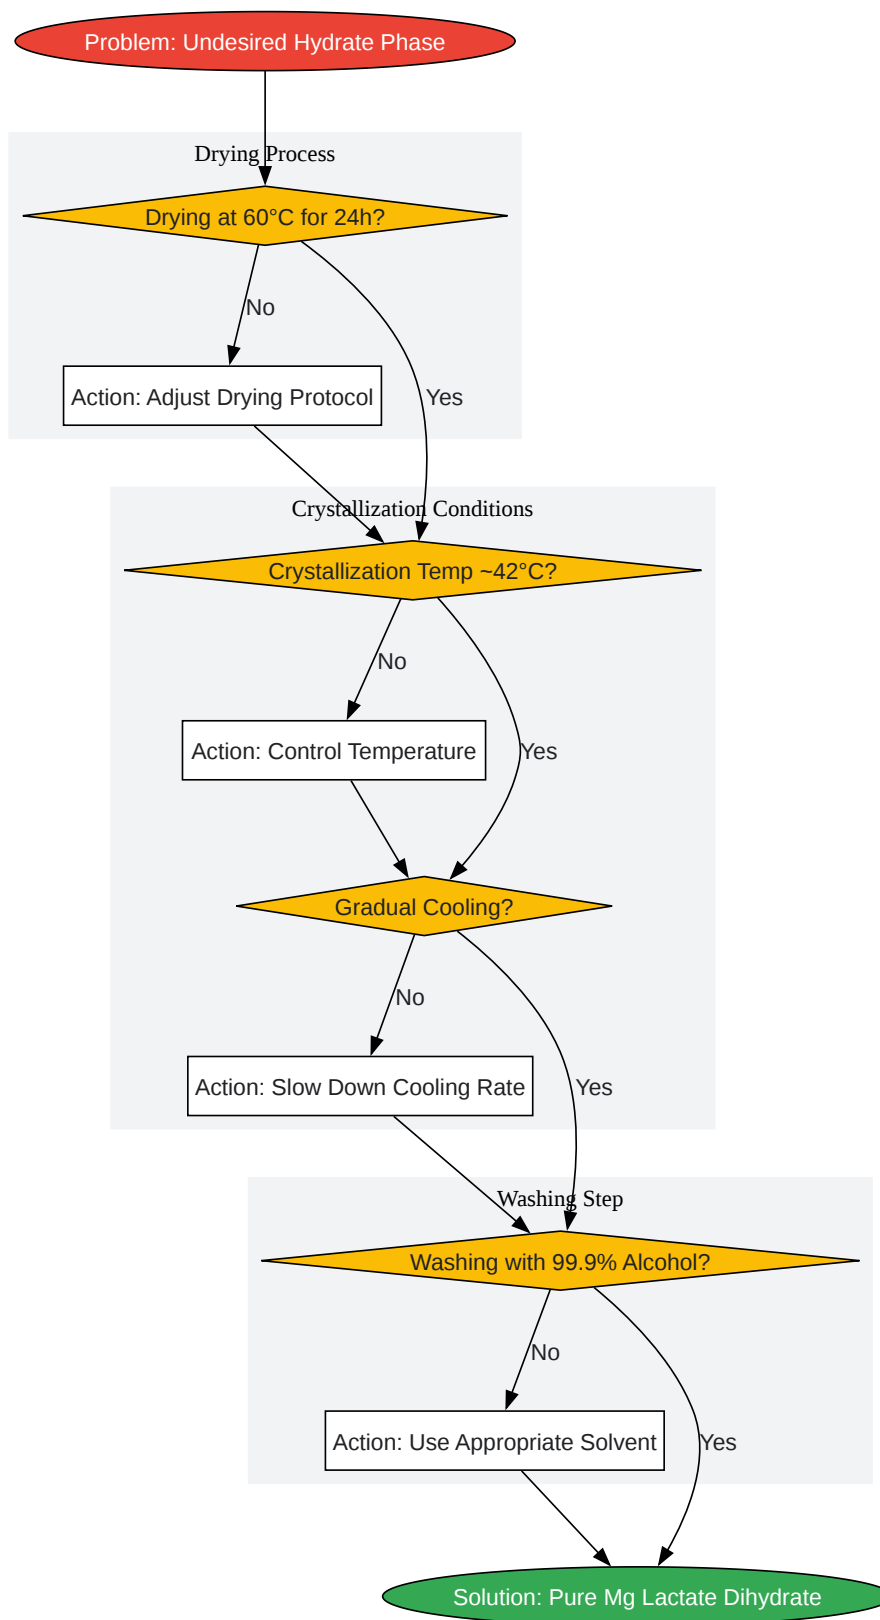 Problem: Undesired Hydrate Phase
Drying Process
Drying at 60°C for 24h?
No
Action: Adjust Drying Protocol
Yes
Crystallization Conditions
Crystallization Temp ~42°C?
No
Action: Control Temperature
Yes
Gradual Cooling?
No
Action: Slow Down Cooling Rate
Yes
Washing Step
Washing with 99.9% Alcohol?
No
Action: Use Appropriate Solvent
Yes
Solution: Pure Mg Lactate Dihydrate